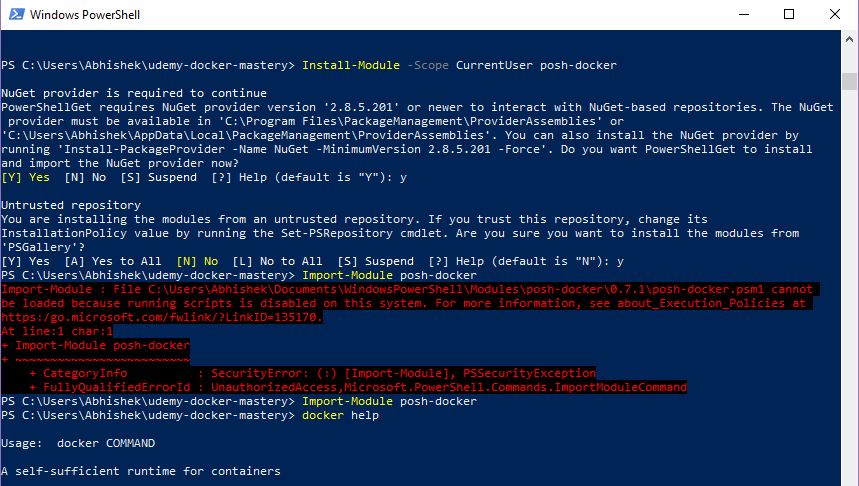 Windows PowerShell
PS C:\Users\Abhishek\udemy-docker-mastery> Install-Module -Scope CurrentUser posh-docker
NuGet provider is required to continue
PowerShellGet requires NuGet provider version '2.8.5.201' or newer to interact with NuGet-based repositories. The NuGet
 provider must be available in 'C:\Program Files\PackageManagement\ProviderAssemblies' or
'C:\Users\Abhishek\AppData\Local\PackageManagement\ProviderAssemblies'. You can also install the NuGet provider by
running 'Install-PackageProvider -Name NuGet -MinimumVersion 2.8.5.201 -Force'. Do you want PowerShellGet to install
and import the NuGet provider now?
[Y] Yes  [N] No  [S] Suspend  [?] Help (default is "Y"): y
Untrusted repository
You are installing the modules from an untrusted repository. If you trust this repository, change its
InstallationPolicy value by running the Set-PSRepository cmdlet. Are you sure you want to install the modules from
'PSGallery'?
[Y] Yes  [A] Yes to All  [N] No  [L] No to All  [S] Suspend  [?] Help (default is "N"): y
PS C:\Users\Abhishek\udemy-docker-mastery> Import-Module posh-docker
Import-Module : File C:\Users\Abhishek\Documents\WindowsPowerShell\Modules\posh-docker\0.7.1\posh-docker.psm1 cannot
be loaded because running scripts is disabled on this system. For more information, see about_Execution_Policies at
https:/go.microsoft.com/fwlink/?LinkID=135170.
At line:1 char:1
+ Import-Module posh-docker
+ ~~~~~~~~~~~~~~~~~~~~~~~~~
    + CategoryInfo          : SecurityError: (:) [Import-Module], PSSecurityException
    + FullyQualifiedErrorId : UnauthorizedAccess,Microsoft.PowerShell.Commands.ImportModuleCommand
PS C:\Users\Abhishek\udemy-docker-mastery> Import-Module posh-docker
PS C:\Users\Abhishek\udemy-docker-mastery> docker help
Usage:  docker COMMAND
A self-sufficient runtime for containers